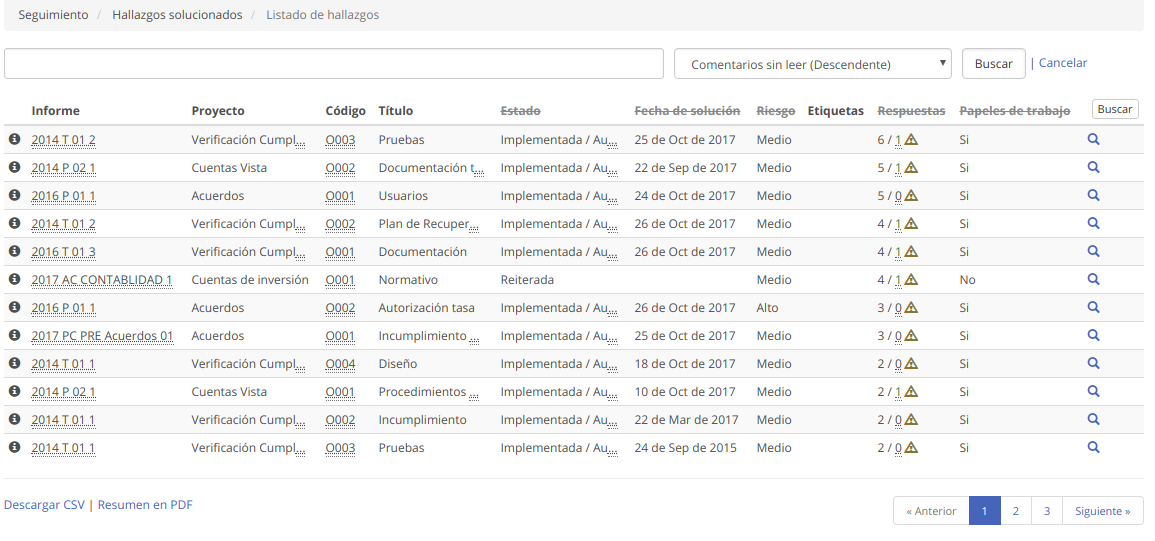 Seguimiento / Hallazgos solucionados / Listado de hallazgos
Comentarios sin leer (Descendente) Buscar | Cancelar
Informe Proyecto Código Título Estado Fecha de solución Riesgo Etiquetas Respuestas Papeles de trabajo Buscar
2014 T 01 2 Verificación Cumpl... O003 Pruebas Implementada / Au... 25 de Oct de 2017 Medio 6 / 1 Si
2014 P 02 1 Cuentas Vista O002 Documentación t... Implementada / Au... 22 de Sep de 2017 Medio 5 / 1 Si
2016 P 01 1 Acuerdos O001 Usuarios Implementada / Au... 24 de Oct de 2017 Medio 5 / 0 Si
2014 T 01 2 Verificación Cumpl... O002 Plan de Recuper... Implementada / Au... 26 de Oct de 2017 Medio 4 / 1 Si
2016 T 01 3 Verificación Cumpl... O001 Documentación Implementada / Au... 26 de Oct de 2017 Medio 4 / 1 Si
2017 AC CONTABLIDAD 1 Cuentas de inversión O001 Normativo Reiterada Medio 4 / 1 No
2016 P 01 1 Acuerdos O002 Autorización tasa Implementada / Au... 26 de Oct de 2017 Alto 3 / 0 Si
2017 PC PRE Acuerdos 01 Acuerdos O001 Incumplimiento ... Implementada / Au... 25 de Oct de 2017 Medio 3 / 0 Si
2014 T 01 1 Verificación Cumpl... O004 Diseño Implementada / Au... 18 de Oct de 2017 Medio 2 / 0 Si
2014 P 02 1 Cuentas Vista O001 Procedimientos ... Implementada / Au... 10 de Oct de 2017 Medio 2 / 1 Si
2014 T 01 1 Verificación Cumpl... O002 Incumplimiento Implementada / Au... 22 de Mar de 2017 Medio 2 / 0 Si
2014 T 01 1 Verificación Cumpl... O003 Pruebas Implementada / Au... 24 de Sep de 2015 Medio 2 / 0 Si
Descargar CSV | Resumen en PDF
« Anterior 1 2 3 Siguiente »